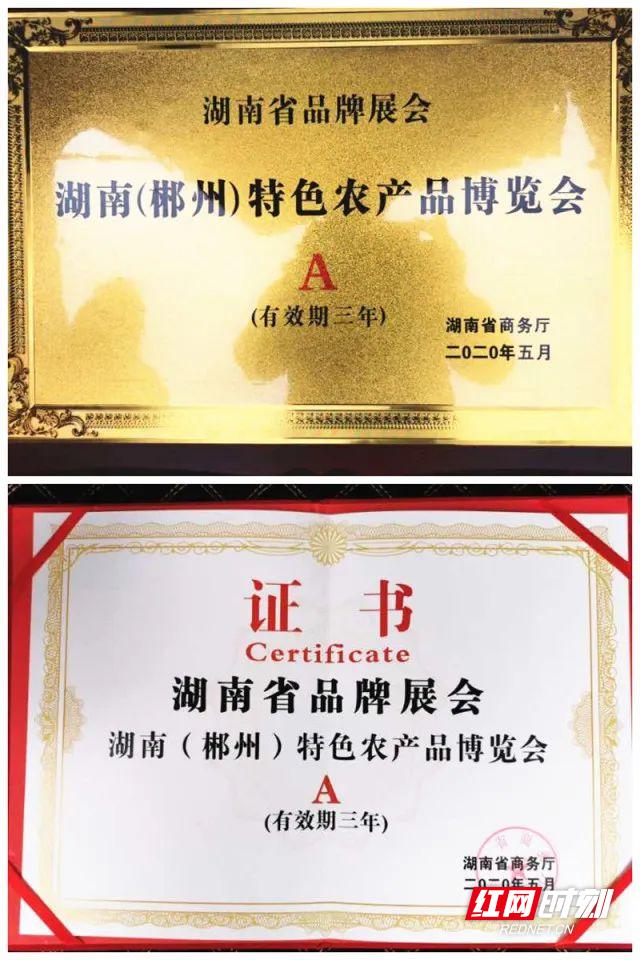 湖南省品牌展会
湖南(郴州)特色农产品博览会
A
(有效期三年)
湖南省商务厅
二〇二〇年五月
证 书
Certificate
湖南省品牌展会
湖南（郴州）特色农产品博览会
A
(有效期三年)
湖南省商务厅
二〇二〇年五月
红网时刻
REDNET.CN